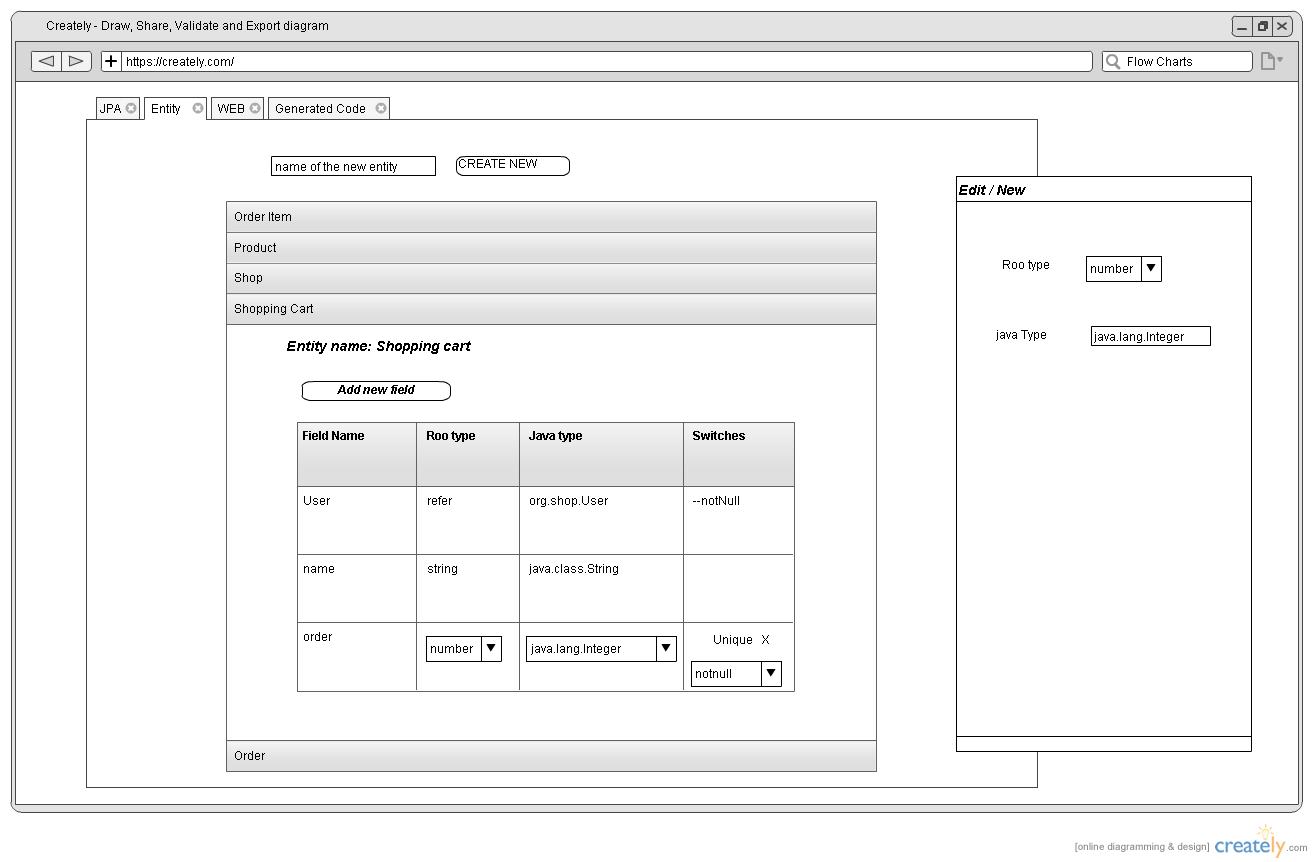 Creately - Draw, Share, Validate and Export diagram
https://creately.com/
Flow Charts
JPA
Entity
WEB
Generated Code
name of the new entity
CREATE NEW
Edit / New
Order Item
Product
Shop
Shopping Cart
Roo type
number
java Type
java.lang.Integer
Entity name: Shopping cart
Add new field
Field Name
Roo type
Java type
Switches
User
refer
org.shop.User
--notNull
name
string
java.class.String
order
number
java.lang.Integer
Unique X
notnull
Order
[online diagramming & design] creately.com